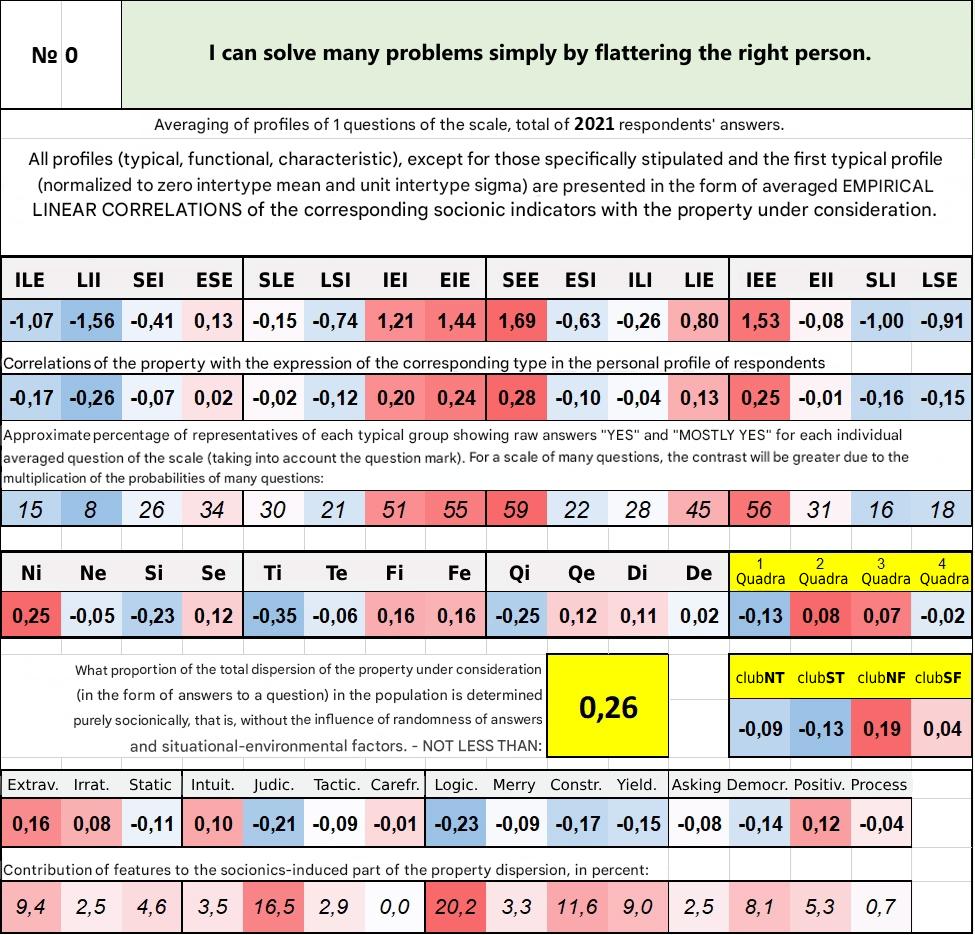 № 0
I can solve many problems simply by flattering the right person.
Averaging of profiles of 1 questions of the scale, total of 2021 respondents' answers.
All profiles (typical, functional, characteristic), except for those specifically stipulated and the first typical profile
(normalized to zero intertype mean and unit intertype sigma) are presented in the form of averaged EMPIRICAL
LINEAR CORRELATIONS of the corresponding socionic indicators with the property under consideration.
ILE LII SEI ESE SLE LSI IEI EIE SEE ESI ILI LIE IEE EII SLI LSE
-1,07 -1,56 -0,41 0,13 -0,15 -0,74 1,21 1,44 1,69 -0,63 -0,26 0,80 1,53 -0,08 -1,00 -0,91
Correlations of the property with the expression of the corresponding type in the personal profile of respondents
-0,17 -0,26 -0,07 0,02 -0,02 -0,12 0,20 0,24 0,28 -0,10 -0,04 0,13 0,25 -0,01 -0,16 -0,15
Approximate percentage of representatives of each typical group showing raw answers "YES" and "MOSTLY YES" for each individual
averaged question of the scale (taking into account the question mark). For a scale of many questions, the contrast will be greater due to the
multiplication of the probabilities of many questions:
15 8 26 34 30 21 51 55 59 22 28 45 56 31 16 18
Ni Ne Si Se Ti Te Fi Fe Qi Qe Di De 1 Quadra 2 Quadra 3 Quadra 4 Quadra
0,25 -0,05 -0,23 0,12 -0,35 -0,06 0,16 0,16 -0,25 0,12 0,11 0,02 -0,13 0,08 0,07 -0,02
What proportion of the total dispersion of the property under consideration
(in the form of answers to a question) in the population is determined
purely socionically, that is, without the influence of randomness of answers
and situational-environmental factors. - NOT LESS THAN:
0,26
clubNT clubST clubNF clubSF
-0,09 -0,13 0,19 0,04
Extrav. Irrat. Static Intuit. Judic. Tactic. Carefr. Logic. Merry Constr. Yield. Asking Democr. Positiv. Process
0,16 0,08 -0,11 0,10 -0,21 -0,09 -0,01 -0,23 -0,09 -0,17 -0,15 -0,08 -0,14 0,12 -0,04
Contribution of features to the socionics-induced part of the property dispersion, in percent:
9,4 2,5 4,6 3,5 16,5 2,9 0,0 20,2 3,3 11,6 9,0 2,5 8,1 5,3 0,7